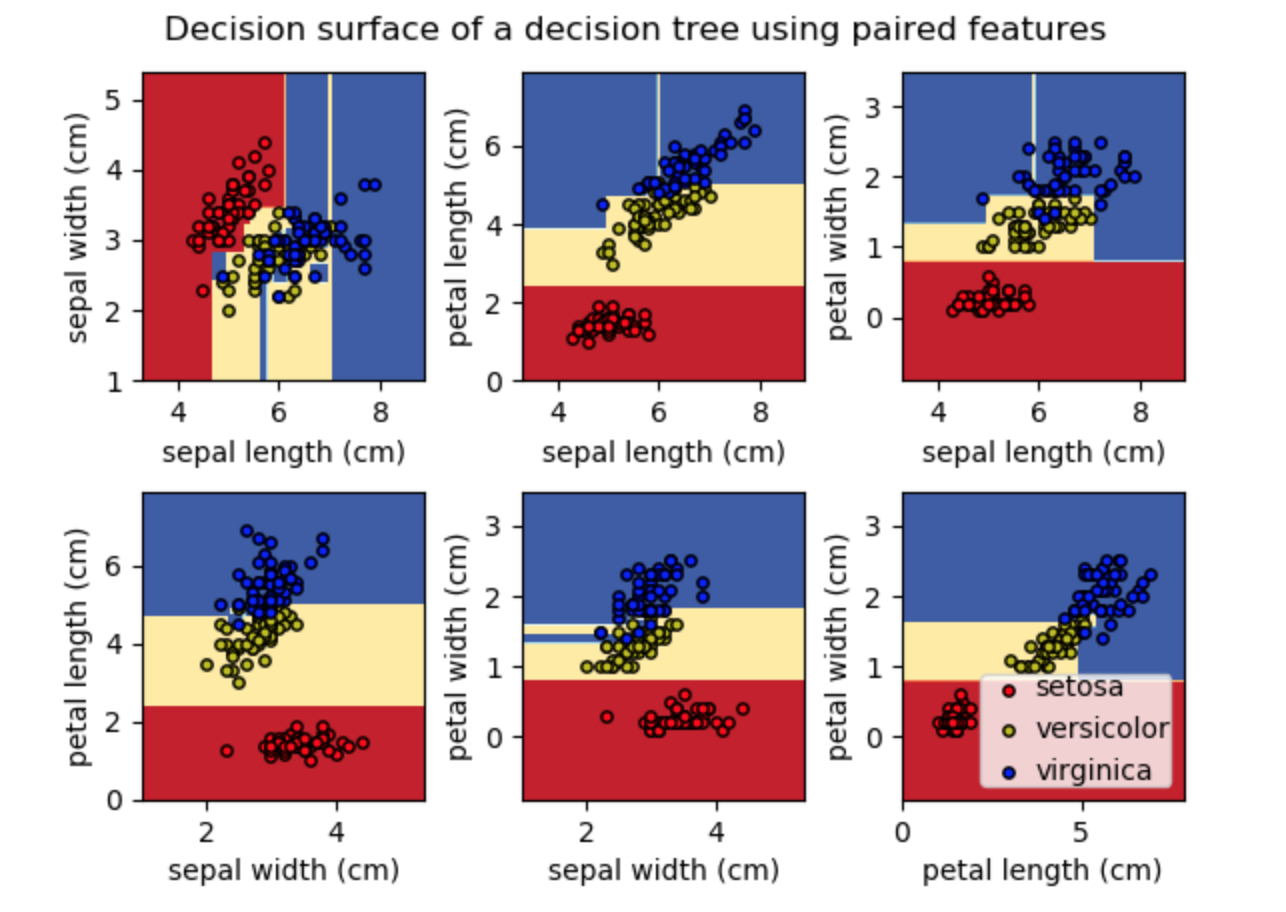 Decision surface of a decision tree using paired features
5
4
3
2
1
sepal width (cm)
4 6 8
sepal length (cm)
6
4
2
0
petal length (cm)
4 6 8
sepal length (cm)
3
2
1
0
petal width (cm)
4 6 8
sepal length (cm)
6
4
2
0
petal length (cm)
2 4
sepal width (cm)
3
2
1
0
petal width (cm)
2 4
sepal width (cm)
3
2
1
0
petal width (cm)
setosa
versicolor
virginica
0 5
petal length (cm)